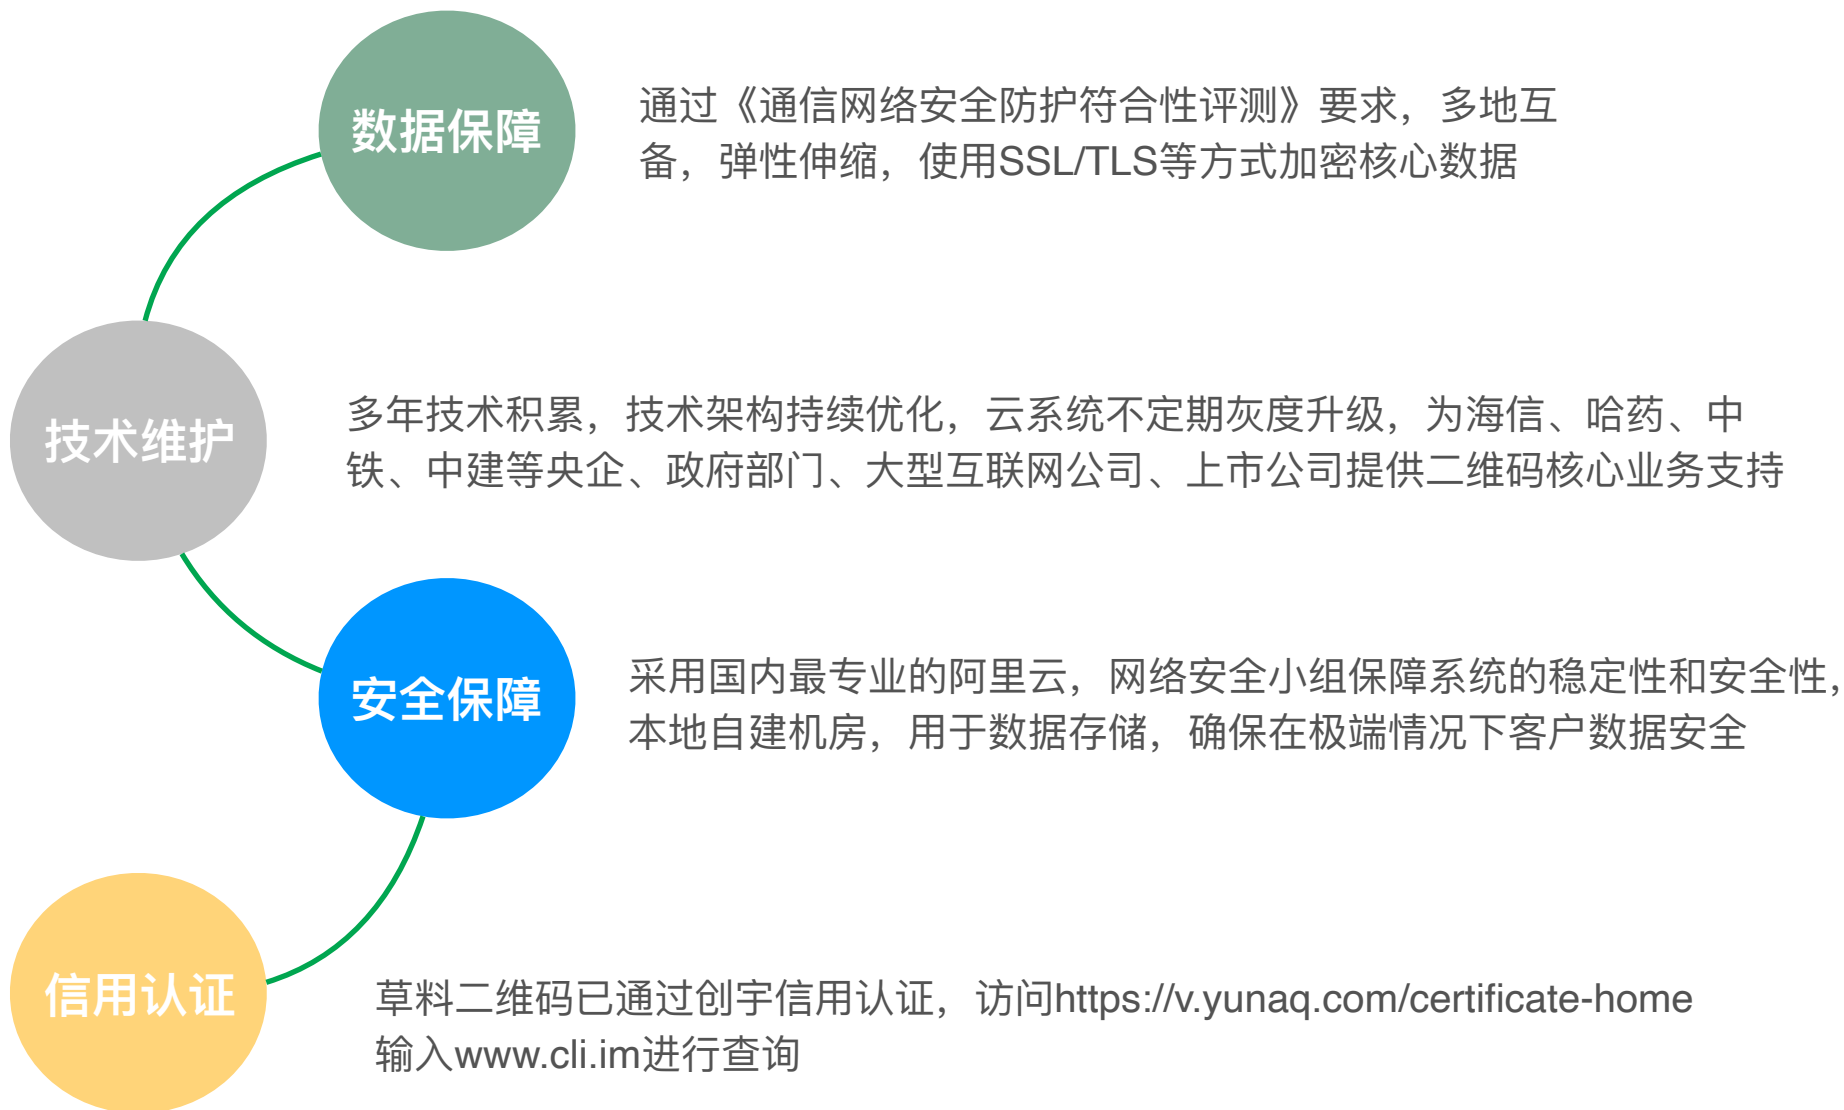 数据保障
通过《通信网络安全防护符合性评测》要求，多地互
备，弹性伸缩，使用SSL/TLS等方式加密核心数据
技术维护
多年技术积累，技术架构持续优化，云系统不定期灰度升级，为海信、哈药、中
铁、中建等央企、政府部门、大型互联网公司、上市公司提供二维码核心业务支持
安全保障
采用国内最专业的阿里云，网络安全小组保障系统的稳定性和安全性，
本地自建机房，用于数据存储，确保在极端情况下客户数据安全
信用认证
草料二维码已通过创宇信用认证，访问https://v.yunaq.com/certificate-home
输入www.cli.im进行查询